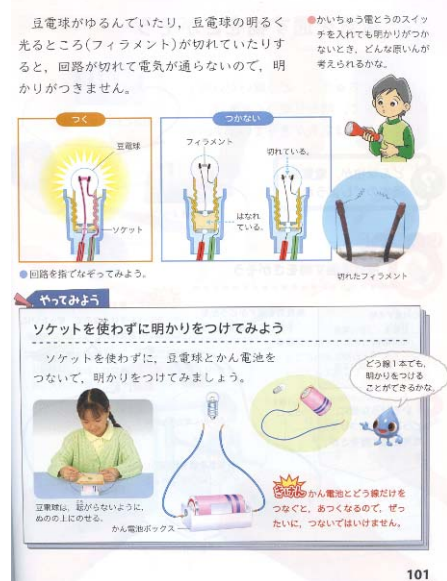 豆電球がゆるんでいたり，豆電球の明るく
光るところ(フィラメント)が切れていたりす
ると，回路が切れて電気が通らないので，明
かりがつきません。
●かいちゅう電とうのスイッ
チを入れても明かりがつか
ないとき，どんな原いんが
考えられるかな。
つく
豆電球
ソケット
つかない
フィラメント
切れている。
はなれ
ている。
切れたフィラメント
●回路を指でなぞってみよう。
やってみよう
ソケットを使わずに明かりをつけてみよう
ソケットを使わずに，豆電球とかん電池を
つないで，明かりをつけてみましょう。
どう線1本でも，
明かりをつける
ことができるかな。
豆電球は，転がらないように，
ぬのの上にのせる。
かん電池ボックス
きけん かん電池とどう線だけを
つなぐと，あつくなるので，ぜっ
たいに，つないではいけません。
101